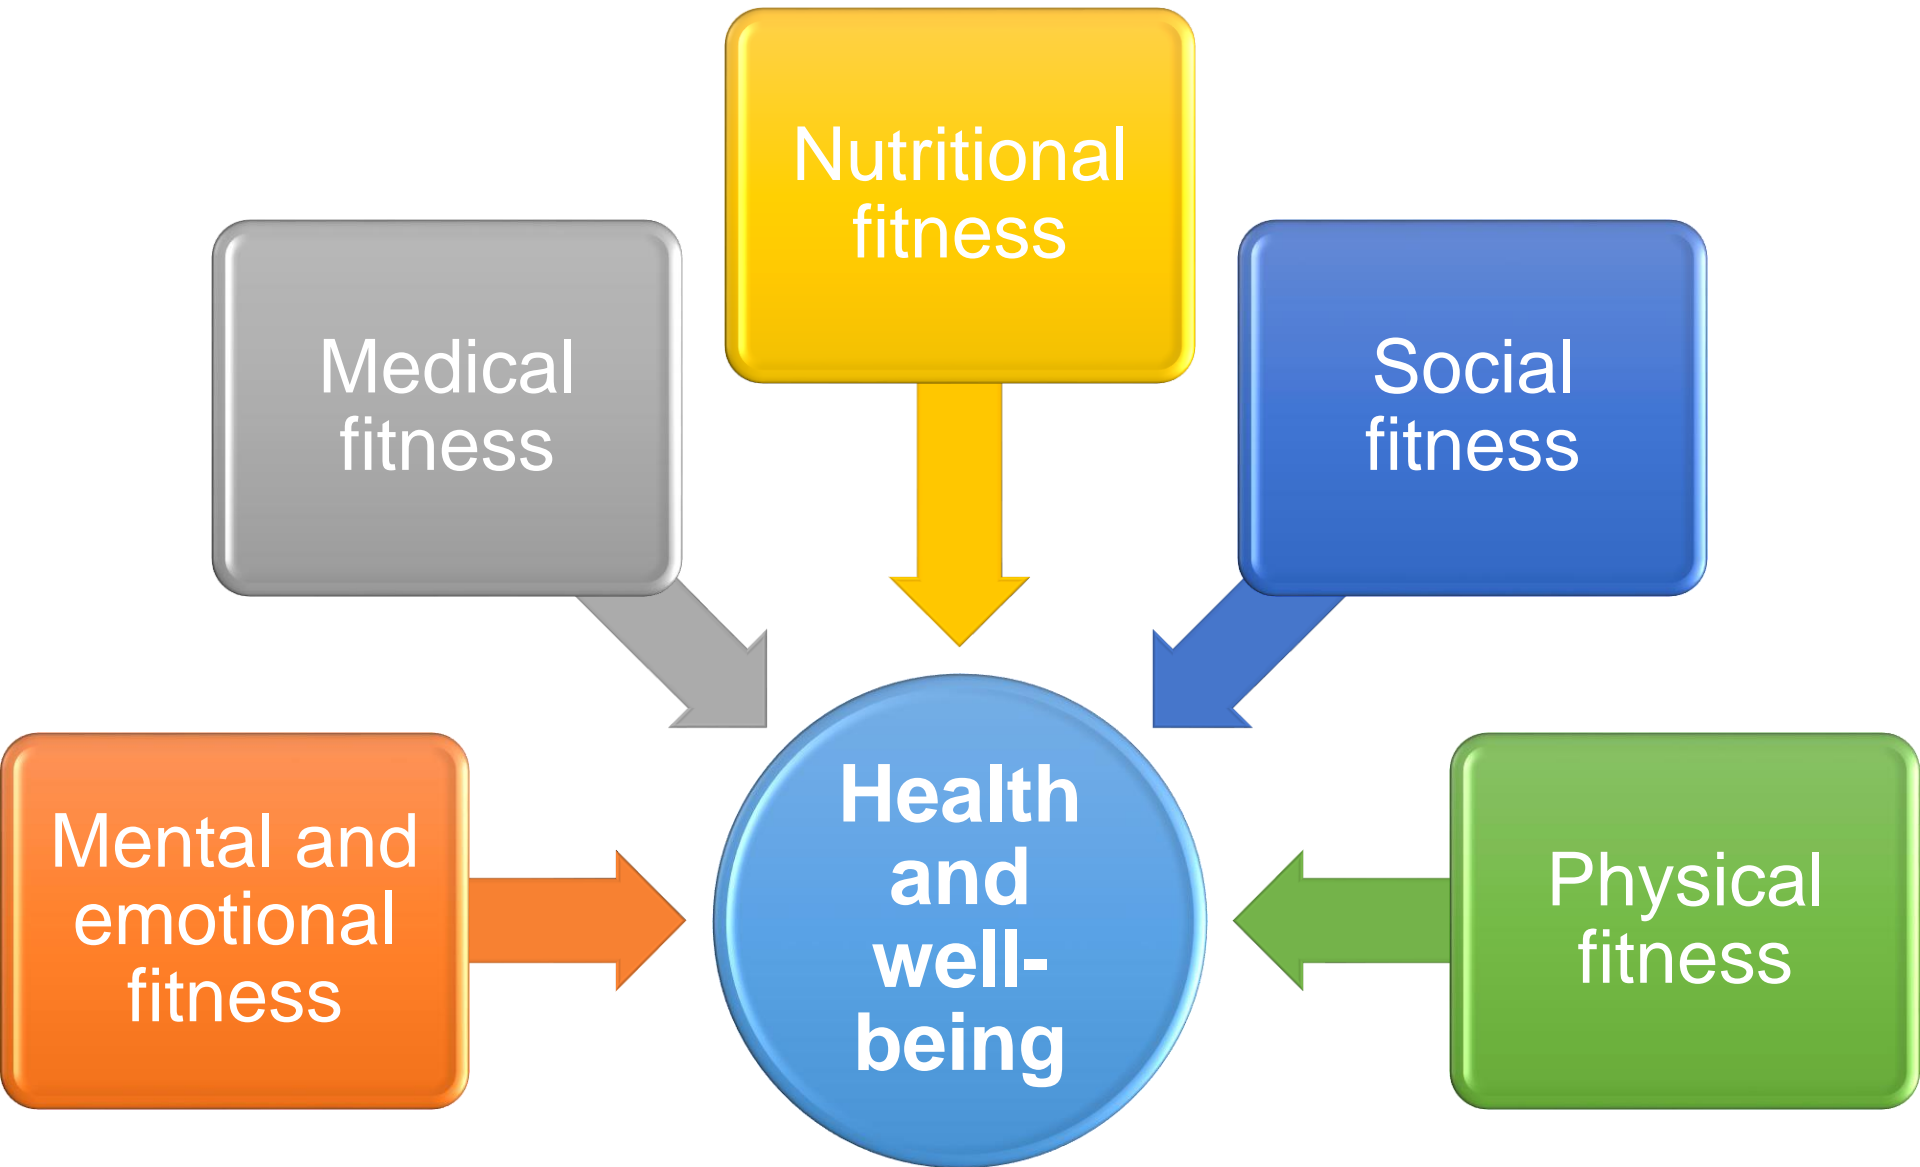 Nutritional
fitness
Medical
fitness
Social
fitness
Mental and
emotional
fitness
Health
and
well-
being
Physical
fitness